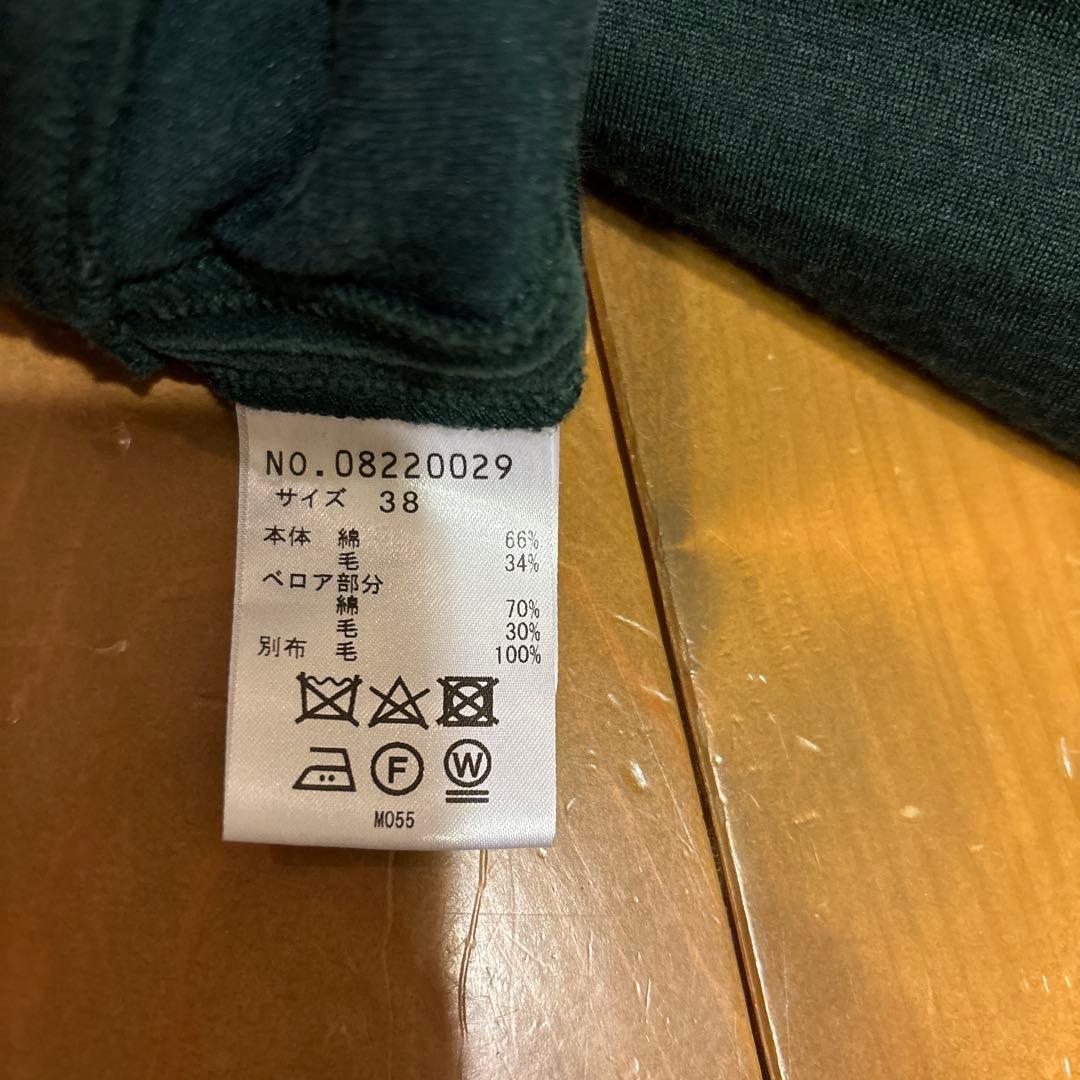 NO.08220029
サイズ 38
本体 綿 66%
毛 34%
ベロア部分
綿 70%
毛 30%
別布 毛 100%
F W
M055